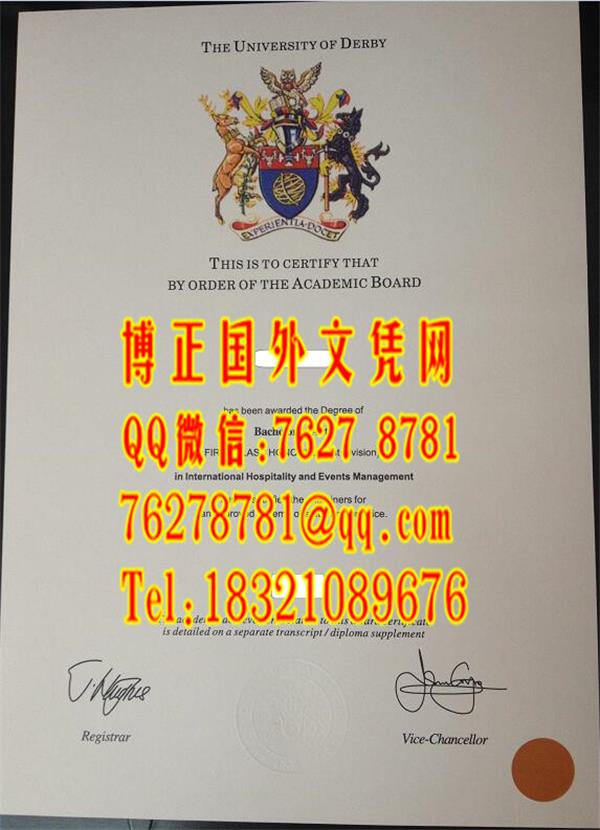 THE UNIVERSITY OF DERBY
EXPERIENTIA·DOCET
THIS IS TO CERTIFY THAT
BY ORDER OF THE ACADEMIC BOARD
博正国外文凭网
has been awarded the Degree of
QQ微信:7627 8781
in International Hospitality and Events Management
for
76278781@qq.com
Tel:18321089676
is detailed on a separate transcript / diploma supplement
Registrar
Vice-Chancellor